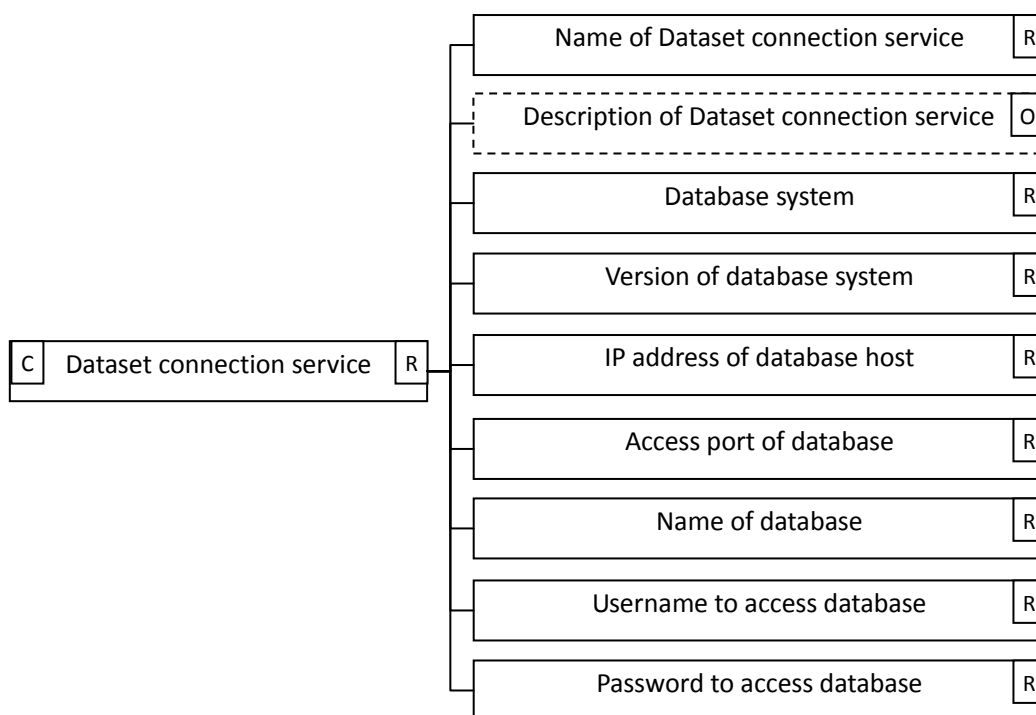 Name of Dataset connection service R
Description of Dataset connection service O
Database system R
Version of database system R
IP address of database host R
C Dataset connection service R
Access port of database R
Name of database R
Username to access database R
Password to access database R